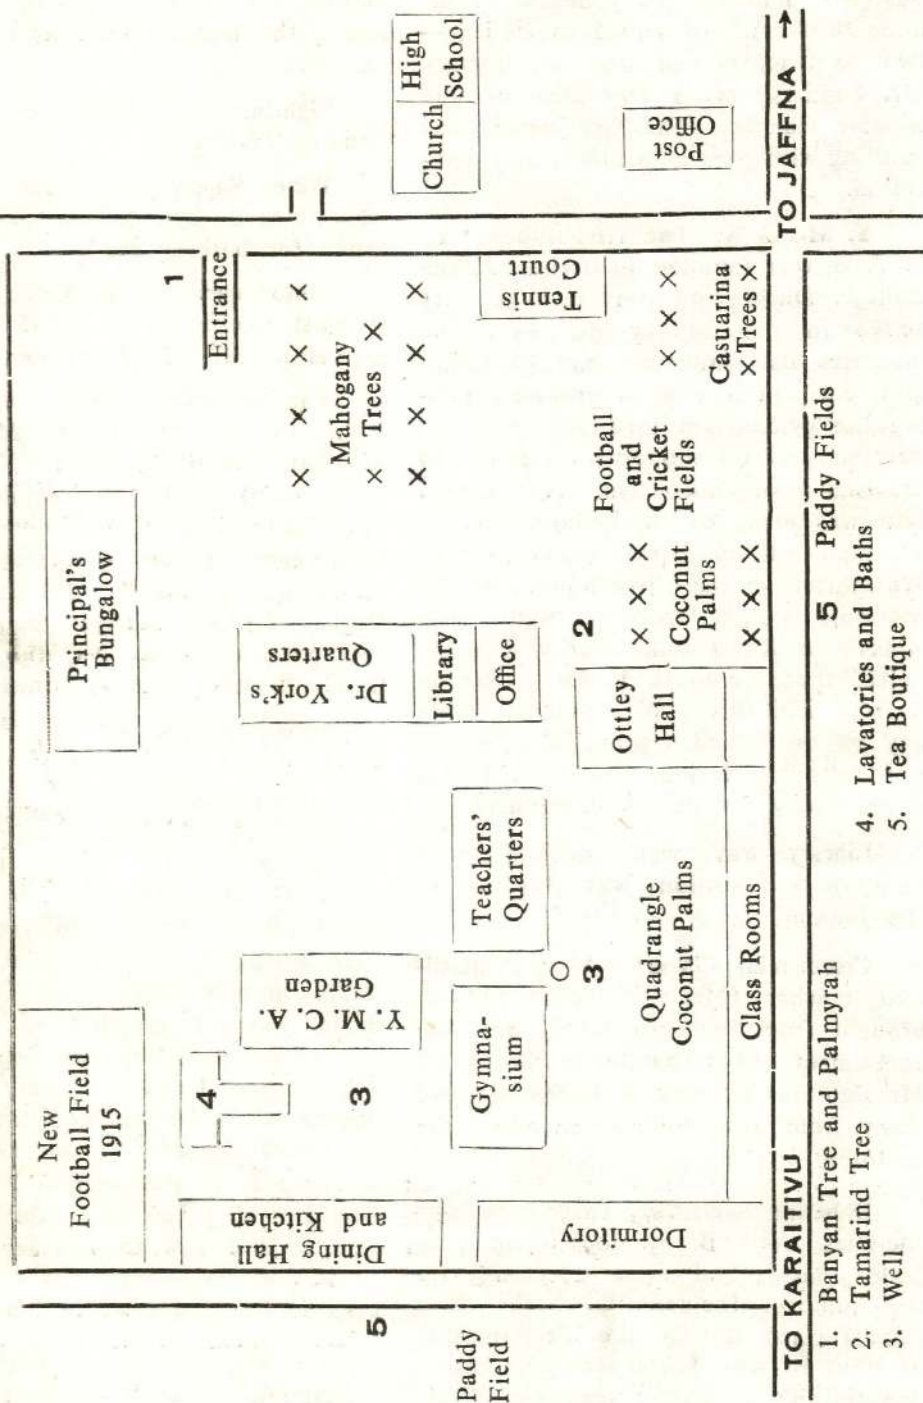 New
Football Field
1915
Principal's
Bungalow
1
Entrance
High
School
Church
Post
Office
Mahogany
Trees
Tennis
Court
Casuarina
Trees
Football
and
Cricket
Fields
2
Coconut
Palms
Dr. York's
Quarters
Library
Office
Ottley
Hall
Teachers'
Quarters
Y. M. C. A.
Garden
4
3
Gymna-
sium
3
Quadrangle
Coconut Palms
Class Rooms
Dining Hall
and Kitchen
Dormitory
5
Paddy
Field
TO KARAITIVU
TO JAFFNA
5 Paddy Fields
1. Banyan Tree and Palmyrah
2. Tamarind Tree
3. Well
4. Lavatories and Baths
5. Tea Boutique